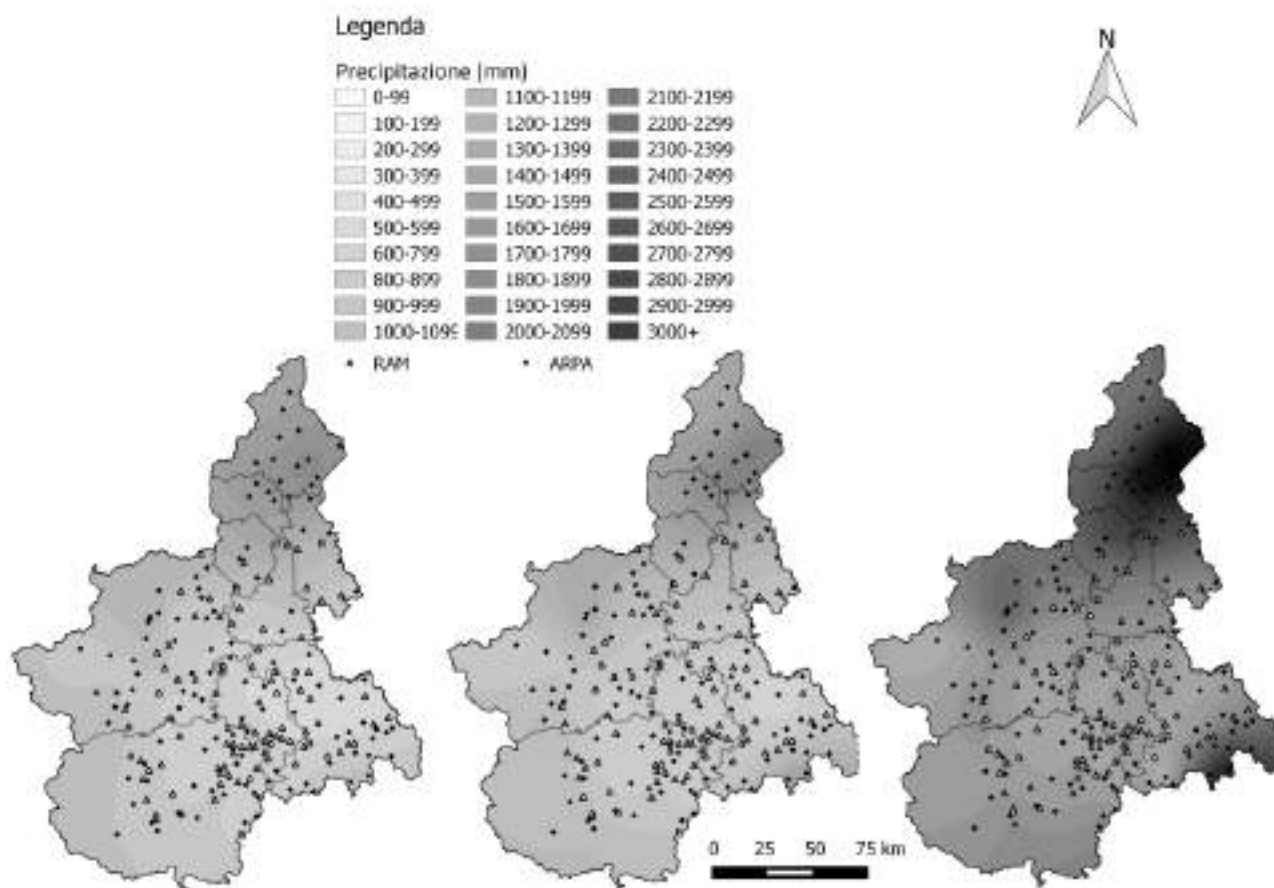 Legenda
N
Precipitazione (mm)
0-99 1100-1199 2100-2199
100-199 1200-1299 2200-2299
200-299 1300-1399 2300-2399
300-399 1400-1499 2400-2499
400-499 1500-1599 2500-2599
500-599 1600-1699 2600-2699
600-799 1700-1799 2700-2799
800-899 1800-1899 2800-2899
900-999 1900-1999 2900-2999
1000-1099 2000-2099 3000+
RAM ARPA
0 25 50 75 km